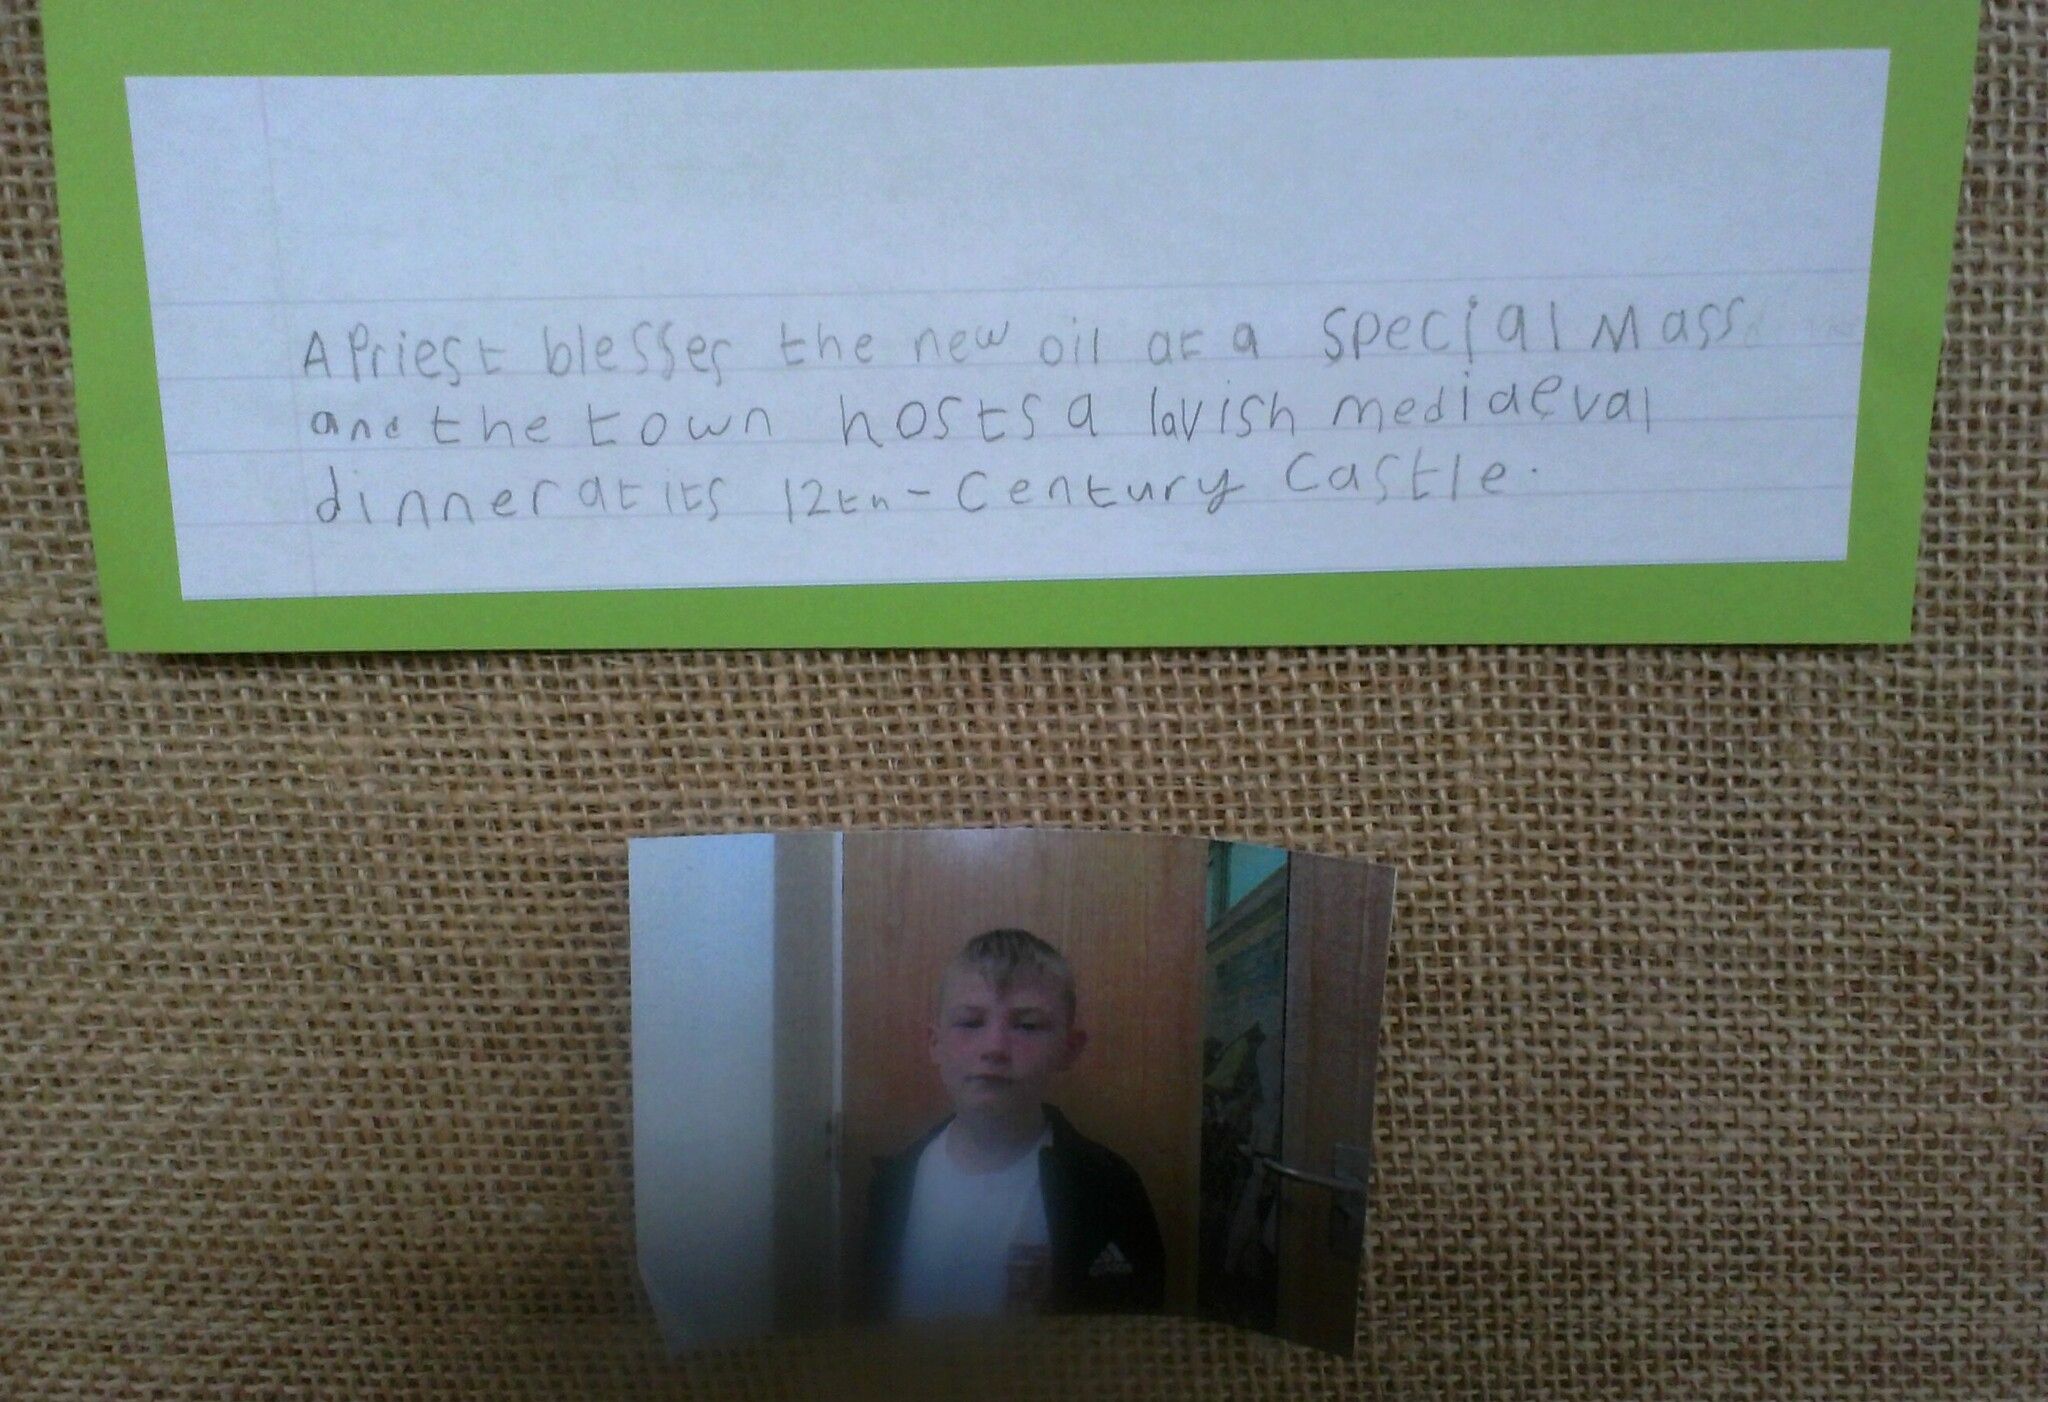 A Priest blesses the new oil at a special Mass
and the town hosts a lavish mediaeval
dinner at its 12th-Century Castle.
adidas